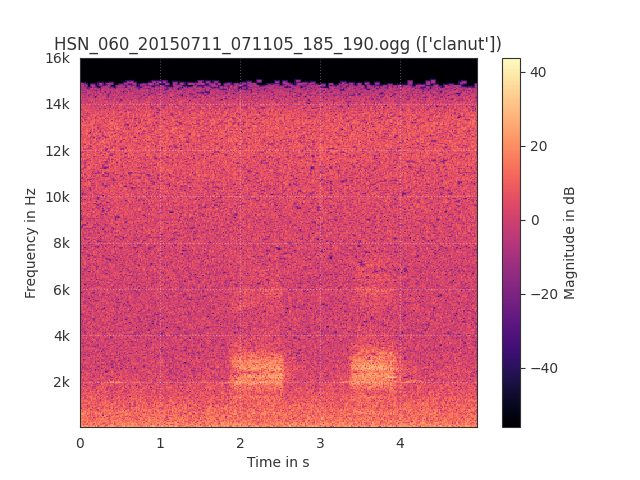 HSN_060_20150711_071105_185_190.ogg (['clanut'])
16k
14k
12k
10k
8k
6k
4k
2k
Frequency in Hz
0
1
2
3
4
Time in s
40
20
0
−20
−40
Magnitude in dB